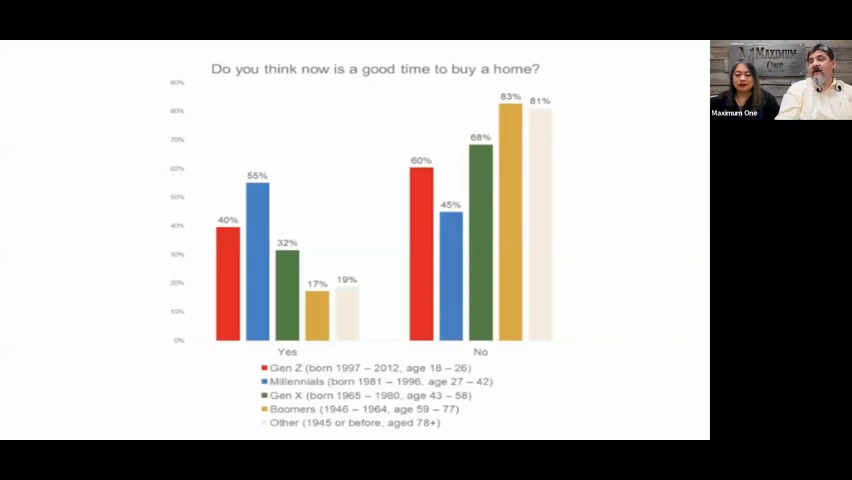 Do you think now is a good time to buy a home?
90%
80%
70%
60%
50%
40%
30%
20%
10%
0%
40%
55%
32%
17%
19%
60%
45%
68%
83%
81%
Yes
No
Gen Z (born 1997 – 2012, age 18 – 26)
Millennials (born 1981 – 1996, age 27 – 42)
Gen X (born 1965 – 1980, age 43 – 58)
Boomers (1946 – 1964, age 59 – 77)
Other (1945 or before, aged 78+)
MAXIMUM
ONE
Maximum One